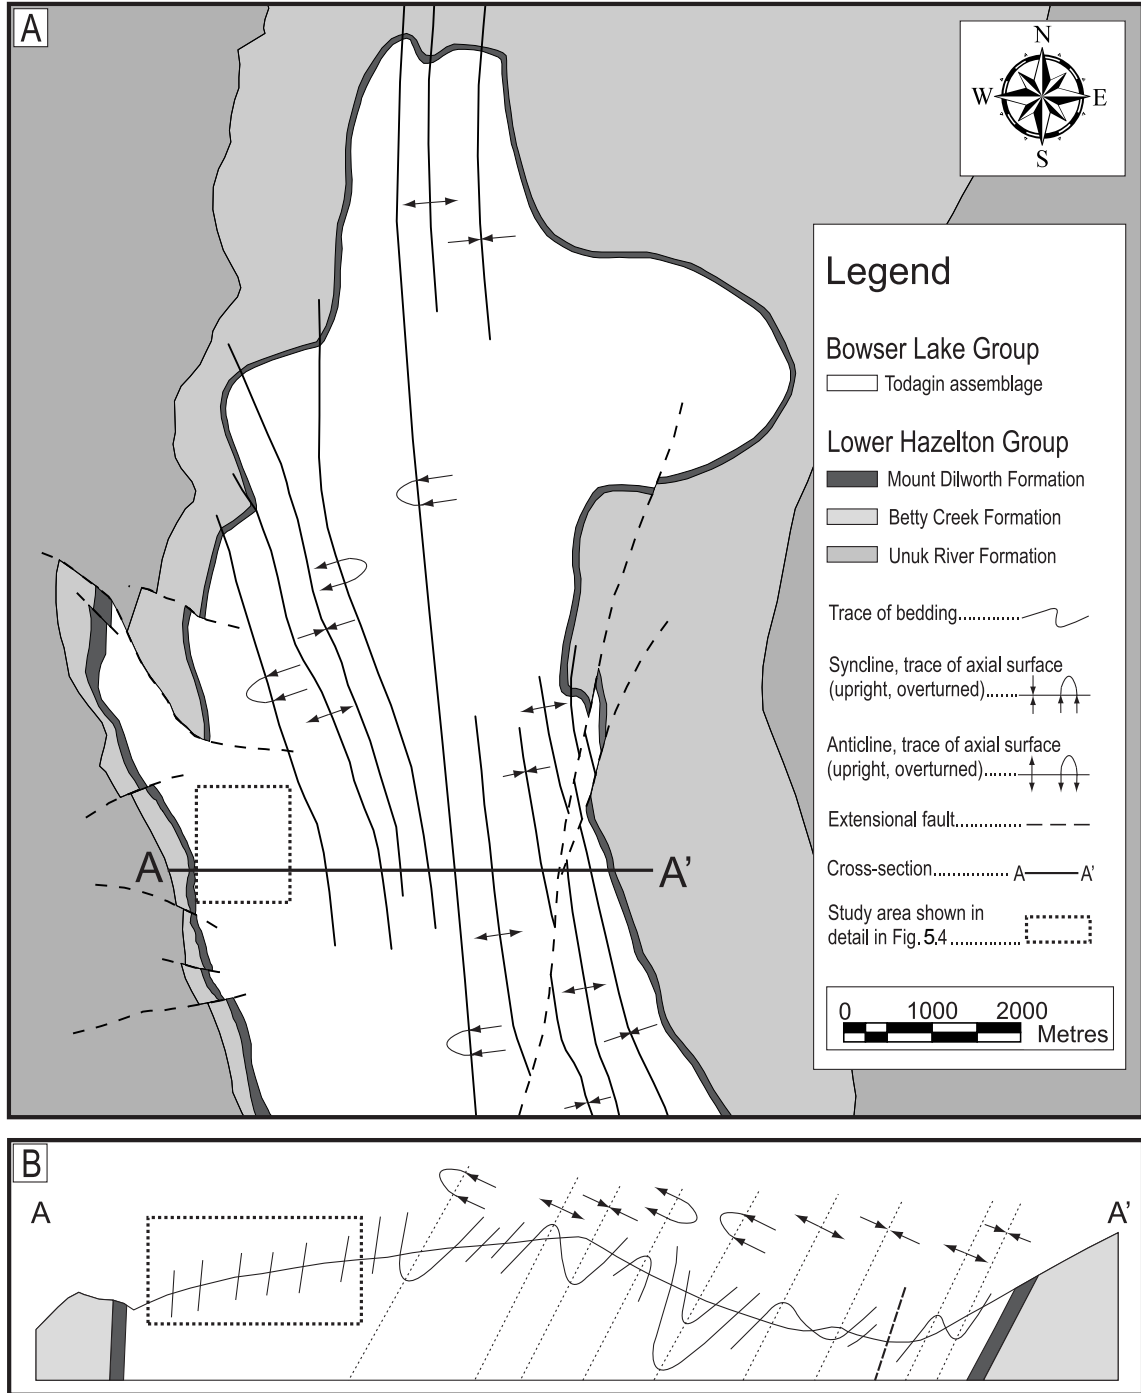 A
N
W E
S
Legend
Bowser Lake Group
Todagin assemblage
Lower Hazelton Group
Mount Dilworth Formation
Betty Creek Formation
Unuk River Formation
Trace of bedding
Syncline, trace of axial surface
(upright, overturned)
Anticline, trace of axial surface
(upright, overturned)
Extensional fault
Cross-section A A'
Study area shown in
detail in Fig. 5.4
0 1000 2000
Metres
A A'
B
A A'